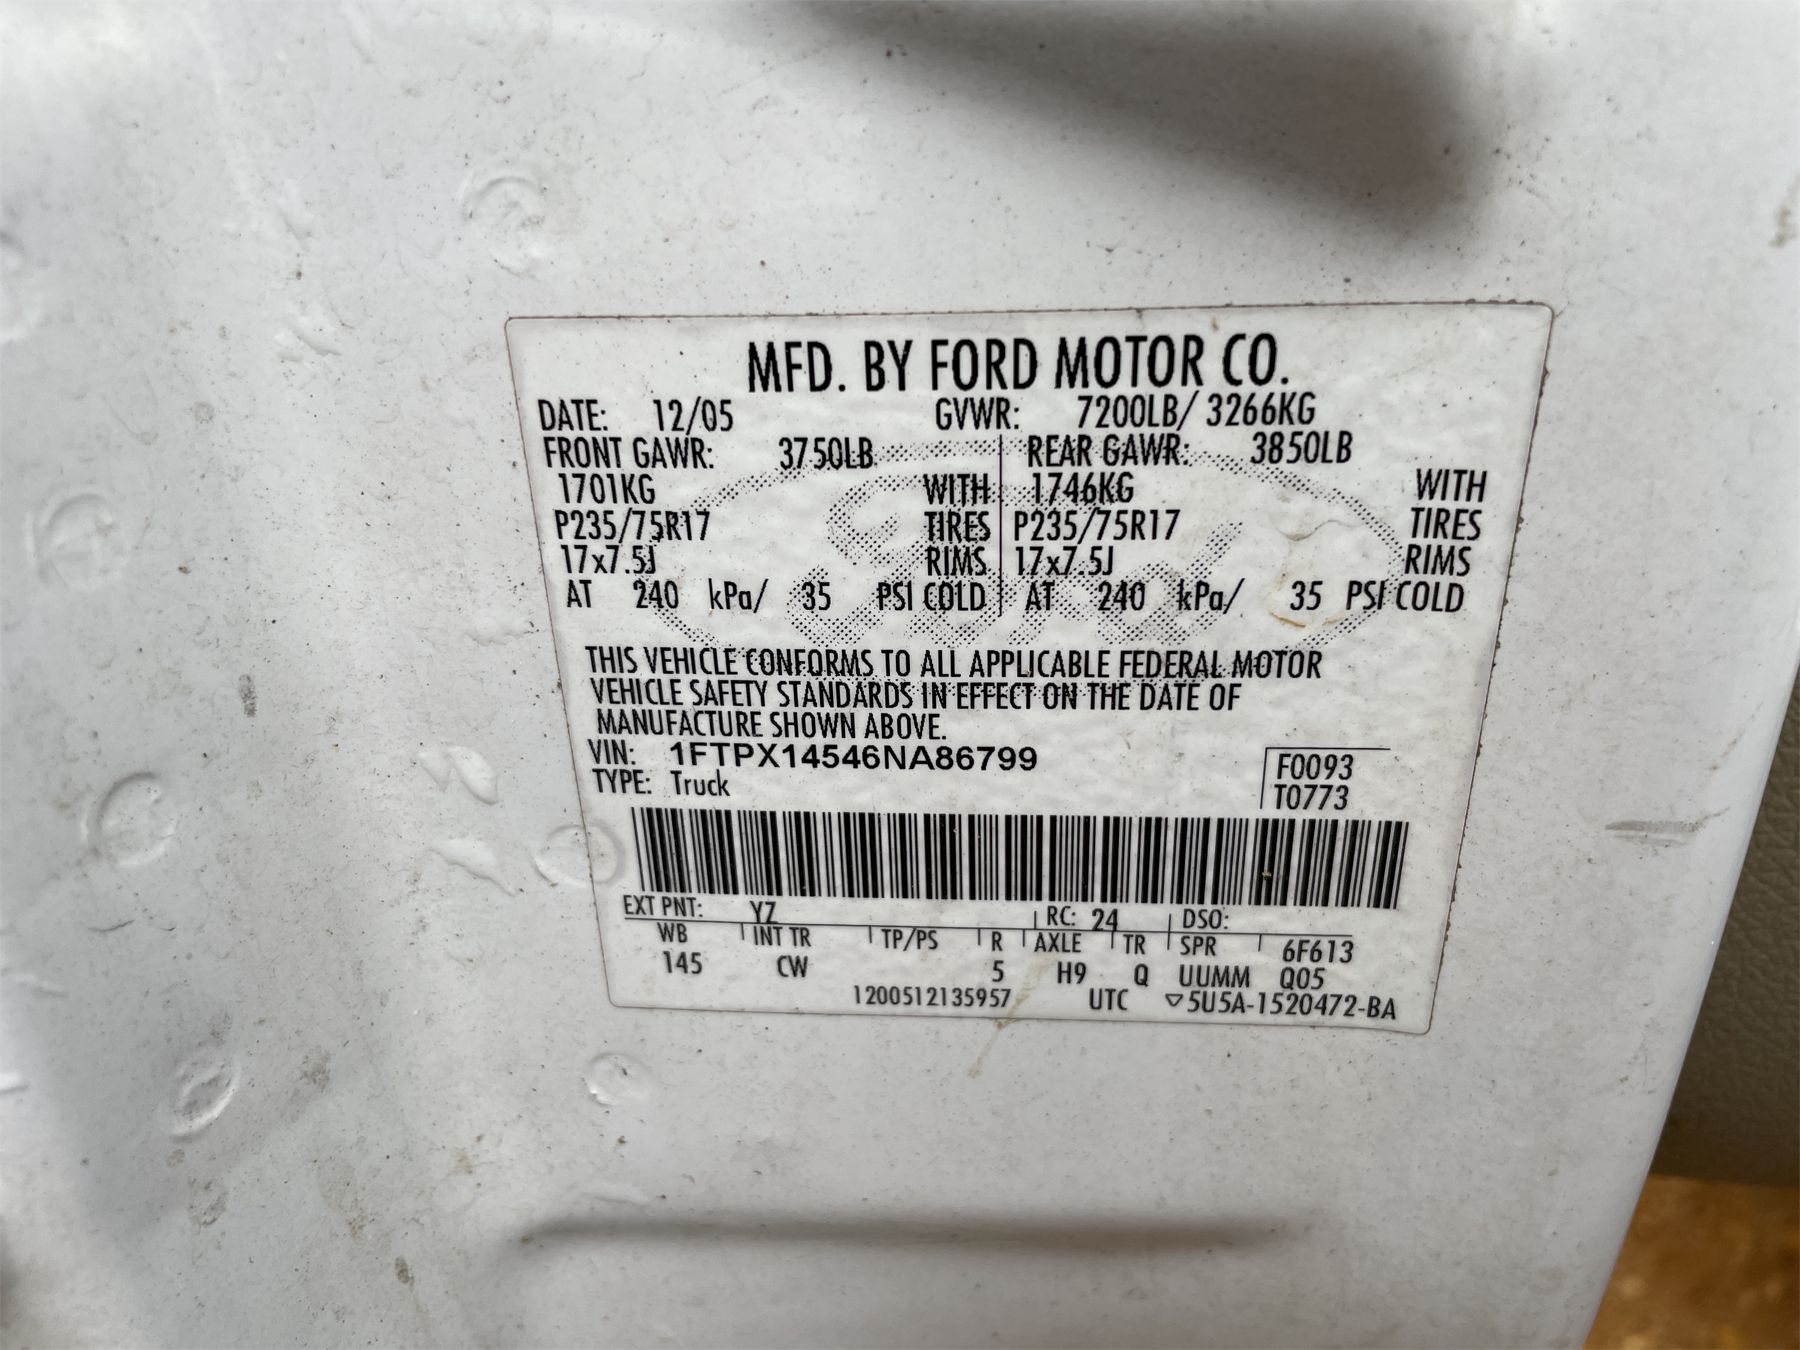 MFD. BY FORD MOTOR CO.
DATE: 12/05 GVWR: 7200LB/ 3266KG
FRONT GAWR: 3750LB REAR GAWR: 3850LB
1701KG WITH 1746KG WITH
P235/75R17 TIRES P235/75R17 TIRES
17x7.5J RIMS 17x7.5J RIMS
AT 240 kPa/ 35 PSI COLD AT 240 kPa/ 35 PSI COLD
Ford
THIS VEHICLE CONFORMS TO ALL APPLICABLE FEDERAL MOTOR
VEHICLE SAFETY STANDARDS IN EFFECT ON THE DATE OF
MANUFACTURE SHOWN ABOVE.
VIN: 1FTPX14546NA86799 F0093
TYPE: Truck T0773
EXT PNT: YZ RC: 24 DSO:
WB INT TR TP/PS R AXLE TR SPR 6F613
145 CW 5 H9 Q UUMM Q05
1200512135957 UTC ▽5U5A-1520472-BA